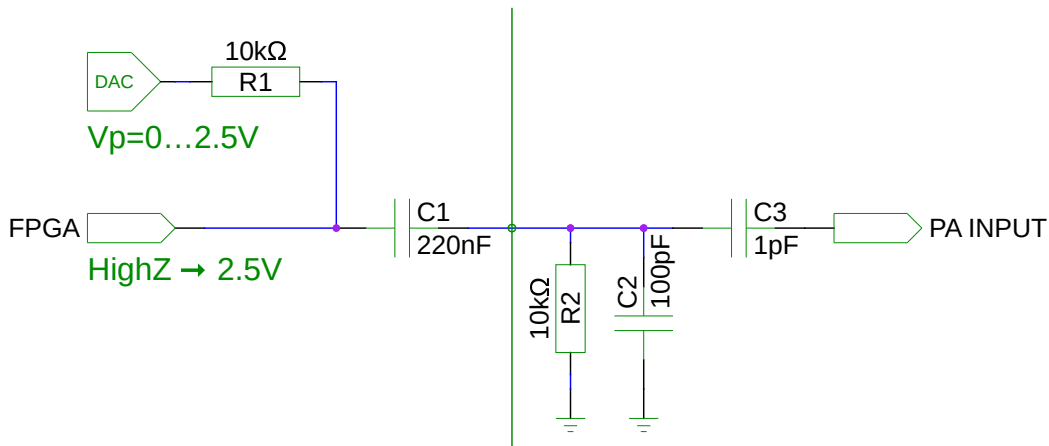 10kΩ
DAC
R1
Vp=0...2.5V
FPGA
C1
220nF
HighZ → 2.5V
10kΩ
R2
C2
100pF
C3
1pF
PA INPUT